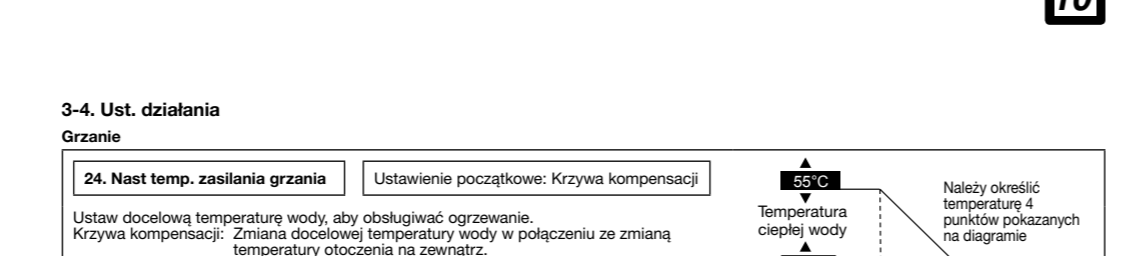 3-4. Ust. działania
Grzanie
24. Nast temp. zasilania grzania
Ustawienie początkowe: Krzywa kompensacji
Ustaw docelową temperaturę wody, aby obsługiwać ogrzewanie.
Krzywa kompensacji: Zmiana docelowej temperatury wody w połączeniu ze zmianą
temperatury otoczenia na zewnątrz.
▲
55°C
▼
Temperatura
ciepłej wody
▲
Należy określić
temperaturę 4
punktów pokazanych
na diagramie